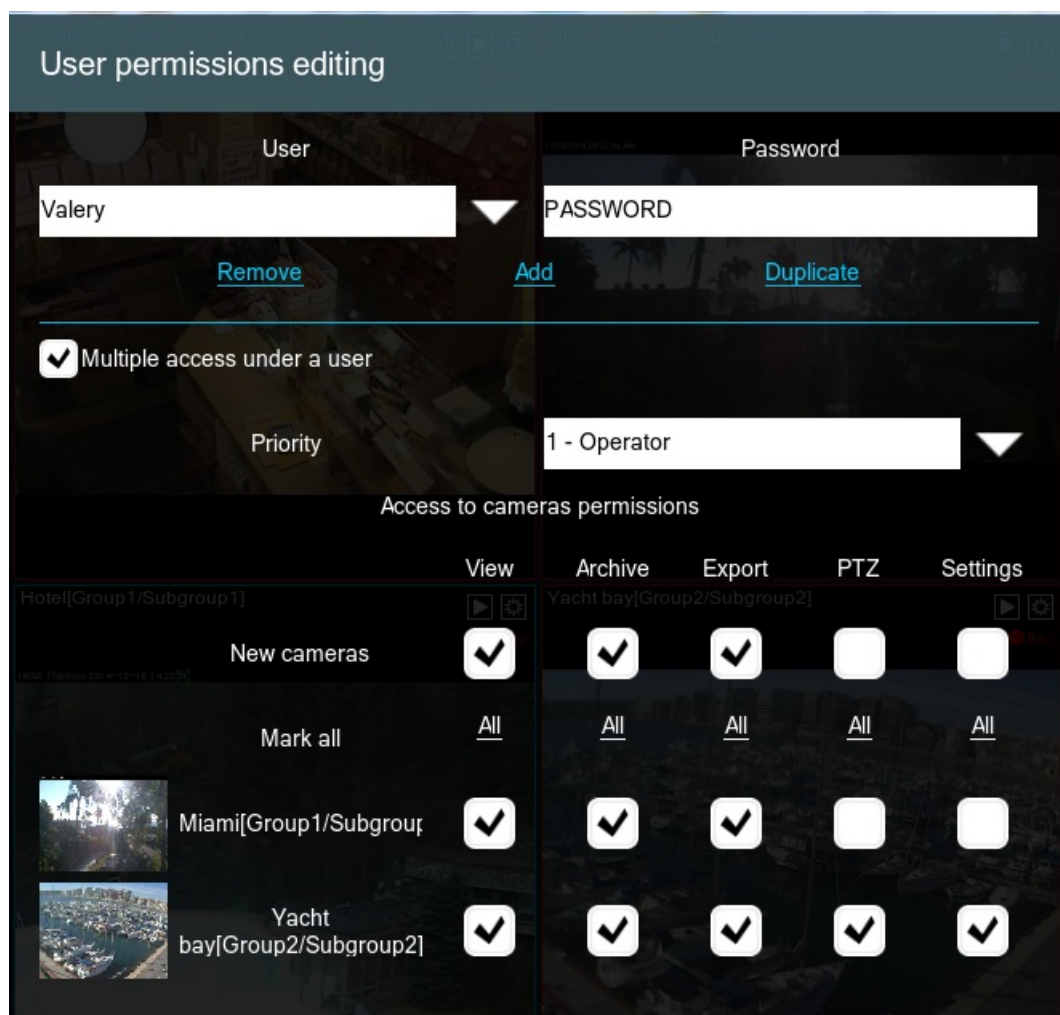 User permissions editing
User Password
Valery PASSWORD
Remove Add Duplicate
Multiple access under a user
Priority 1 - Operator
Access to cameras permissions
View Archive Export PTZ Settings
Hotel[Group1/Subgroup1] Yacht bay[Group2/Subgroup2]
New cameras
Mark all All All All All All
Miami[Group1/Subgroup
Yacht
bay[Group2/Subgroup2]